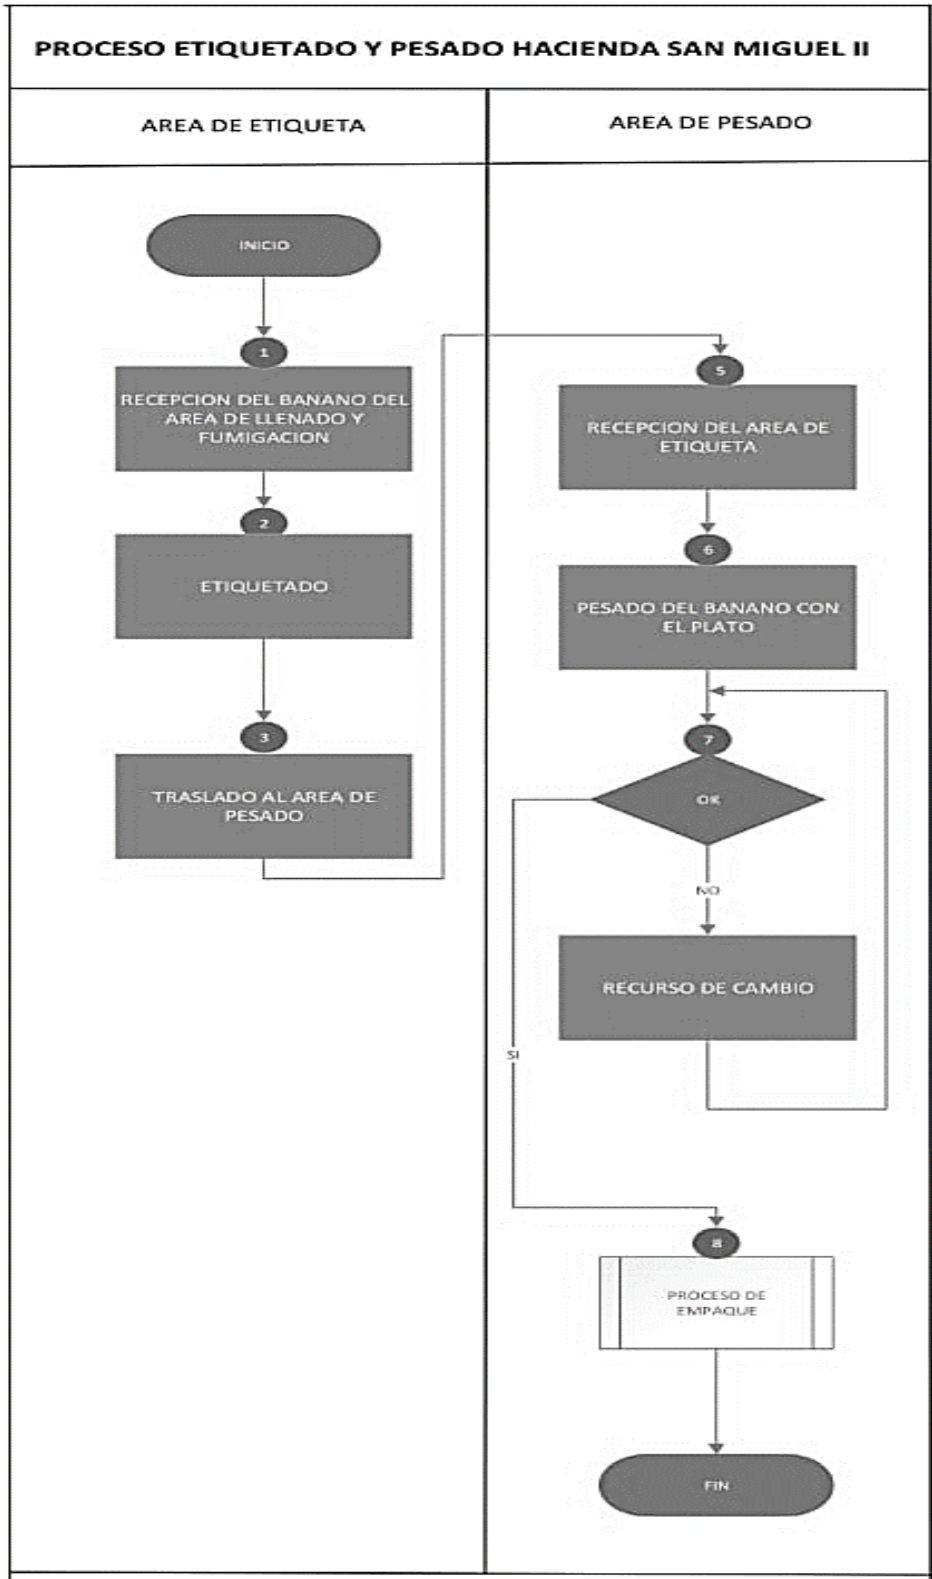 PROCESO ETIQUETADO Y PESADO HACIENDA SAN MIGUEL II
AREA DE ETIQUETA
AREA DE PESADO
INICIO
1
RECEPCION DEL BANANO DEL
AREA DE LLENADO Y
FUMIGACION
2
ETIQUETADO
3
TRASLADO AL AREA DE
PESADO
5
RECEPCION DEL AREA DE
ETIQUETA
6
PESADO DEL BANANO CON
EL PLATO
7
OK
NO
RECURSO DE CAMBIO
SI
8
PROCESO DE
EMPAQUE
FIN